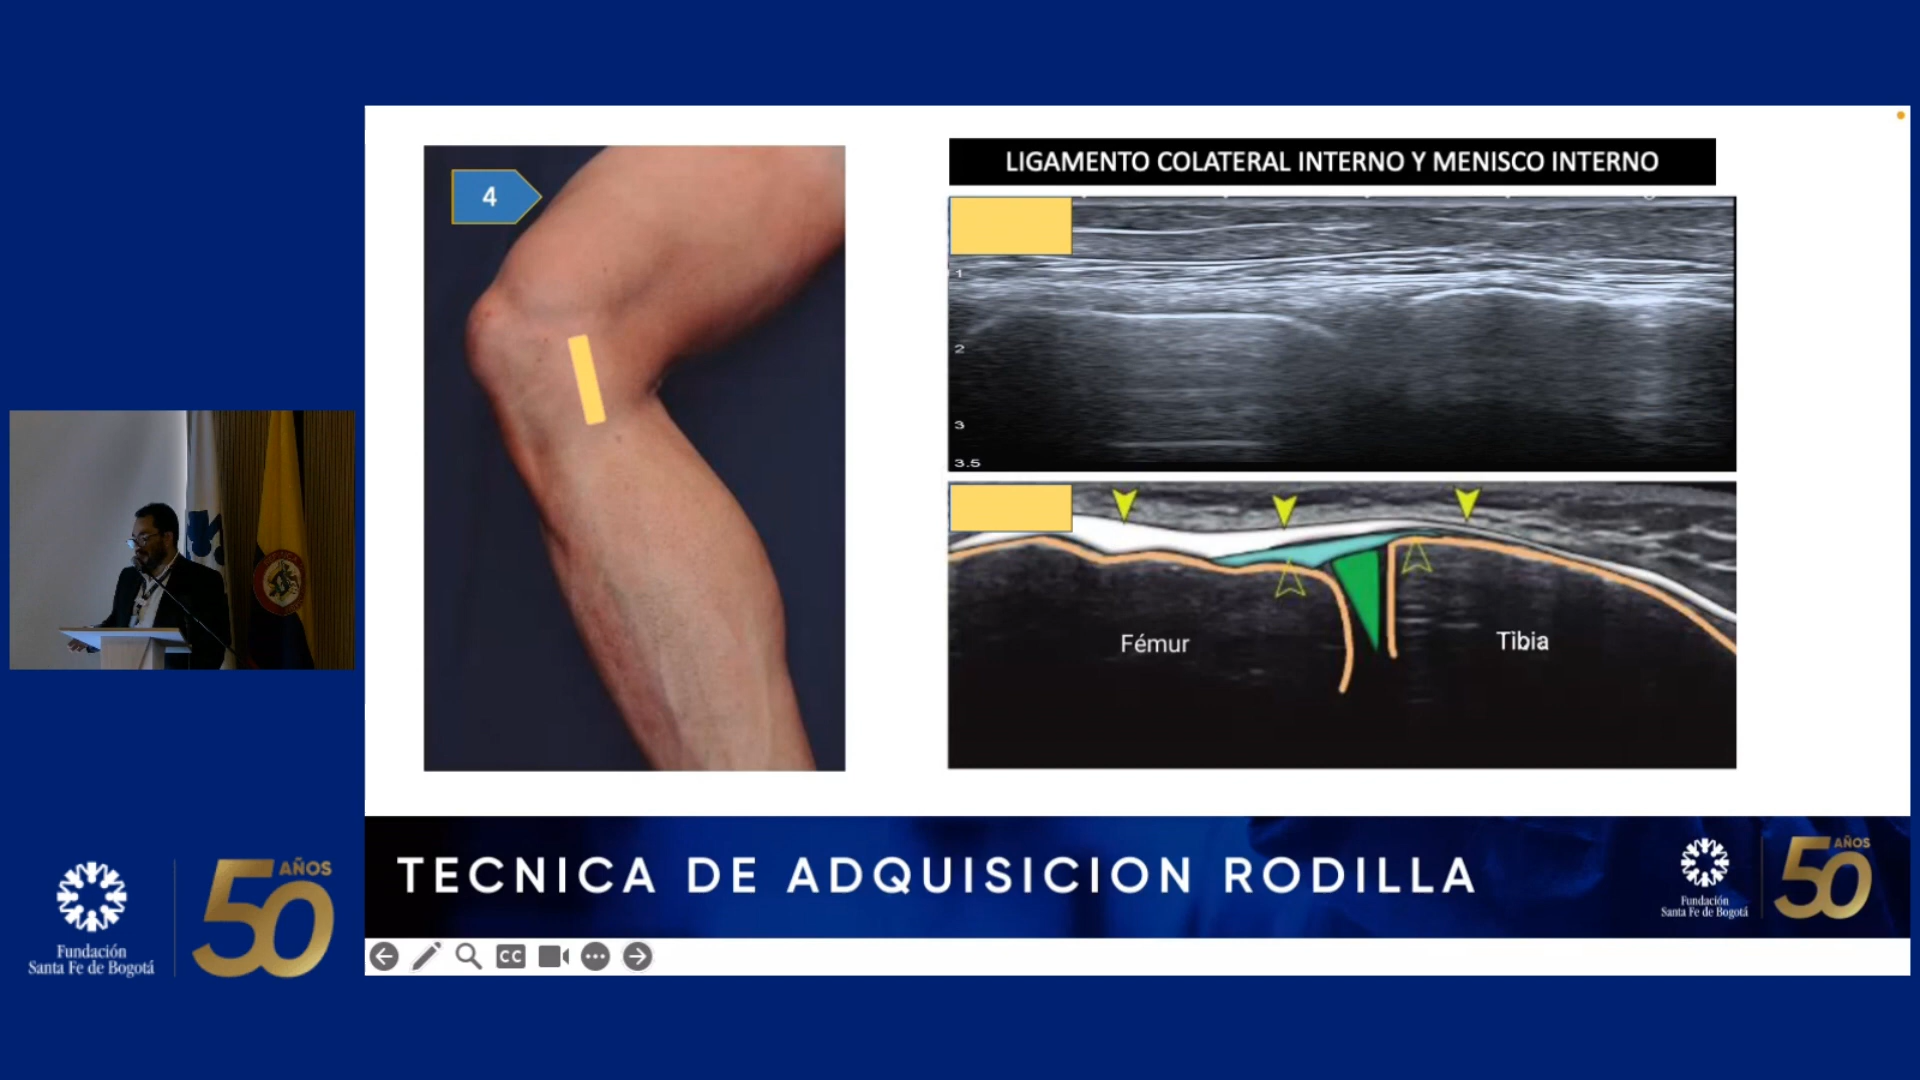 4
LIGAMENTO COLATERAL INTERNO Y MENISCO INTERNO
1
2
3
3.5
Fémur
Tibia
TECNICA DE ADQUISICION RODILLA
Fundación
Santa Fe de Bogotá
50 AÑOS
CC
Fundación
Santa Fe de Bogotá
50 AÑOS